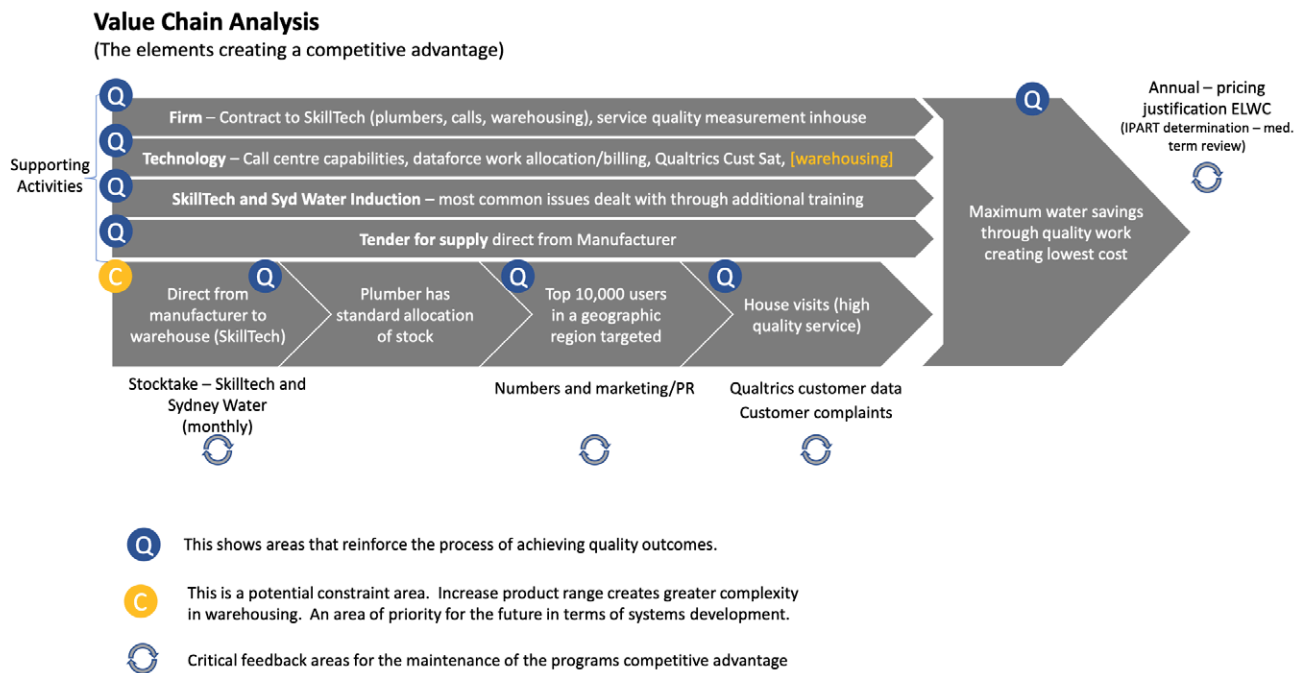 Value Chain Analysis
(The elements creating a competitive advantage)
Supporting
Activities
Q
Firm – Contract to SkillTech (plumbers, calls, warehousing), service quality measurement inhouse
Q
Technology – Call centre capabilities, dataforce work allocation/billing, Qualtrics Cust Sat, [warehousing]
Q
SkillTech and Syd Water Induction – most common issues dealt with through additional training
Q
Tender for supply direct from Manufacturer
C
Q
Direct from
manufacturer to
warehouse (SkillTech)
Plumber has
standard allocation
of stock
Q
Top 10,000 users
in a geographic
region targeted
Q
House visits (high
quality service)
Q
Maximum water savings
through quality work
creating lowest cost
Annual – pricing
justification ELWC
(IPART determination – med.
term review)
Stocktake – Skilltech and
Sydney Water
(monthly)
Numbers and marketing/PR
Qualtrics customer data
Customer complaints
Q
This shows areas that reinforce the process of achieving quality outcomes.
C
This is a potential constraint area. Increase product range creates greater complexity
in warehousing. An area of priority for the future in terms of systems development.
Critical feedback areas for the maintenance of the programs competitive advantage